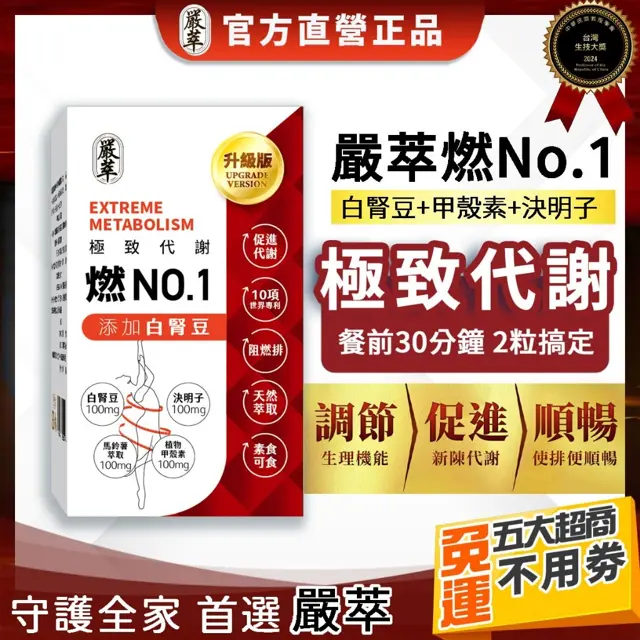 嚴萃
官方直營正品
台灣
生技大獎
2024
嚴萃
升級版
UPGRADE
VERSION
EXTREME
METABOLISM
極致代謝
燃NO.1
添加白腎豆
促進
代謝
10項
世界專利
阻燃排
天然
萃取
素食
可食
白腎豆
100mg
決明子
100mg
馬鈴薯
萃取
100mg
植物
甲殼素
100mg
嚴萃燃No.1
白腎豆+甲殼素+決明子
極致代謝
餐前30分鐘 2粒搞定
調節
生理機能
促進
新陳代謝
順暢
使排便順暢
免運
五大超商
不用券
守護全家 首選 嚴萃